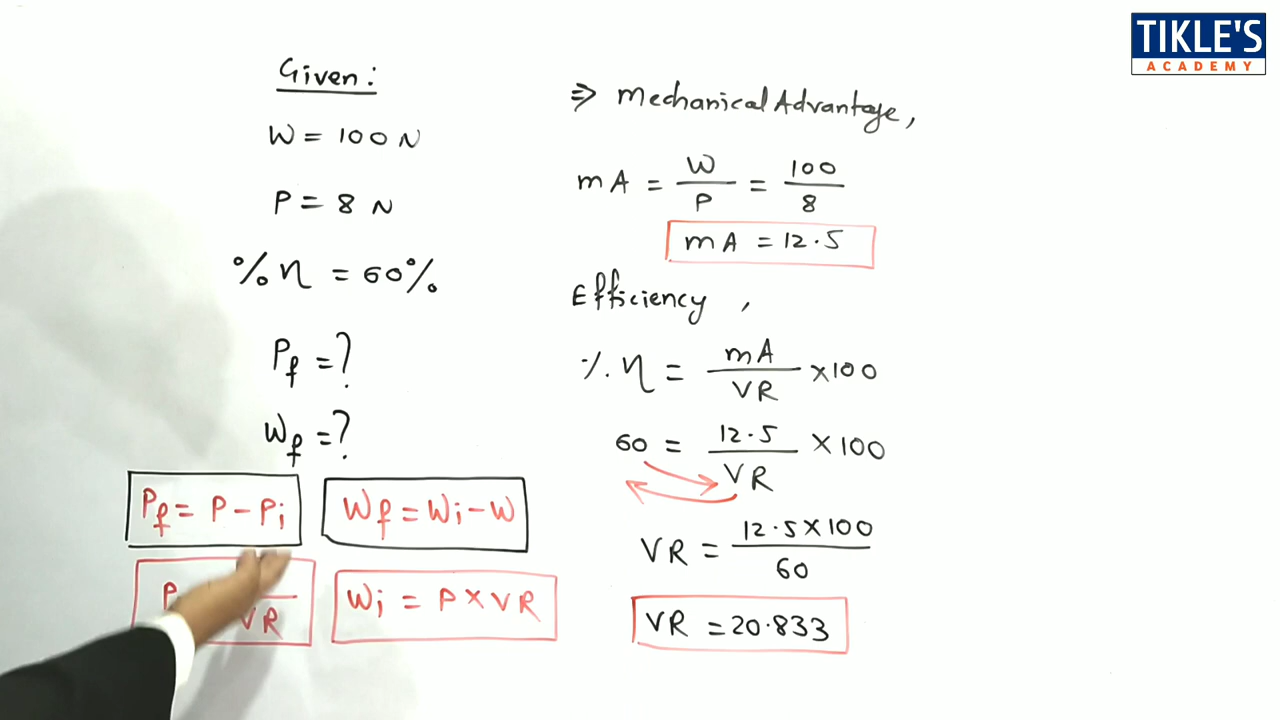 TIKLE'S
ACADEMY
Given:
W = 100 N
P = 8 N
% η = 60%
Pf = ?
Wf = ?
Pf = P - Pi
Wf = Wi - W
P
VR
Wi = P × VR
⇒ Mechanical Advantage,
mA = W/P = 100/8
mA = 12.5
Efficiency,
% η = mA/VR × 100
60 = 12.5/VR × 100
VR = 12.5 × 100/60
VR = 20.833